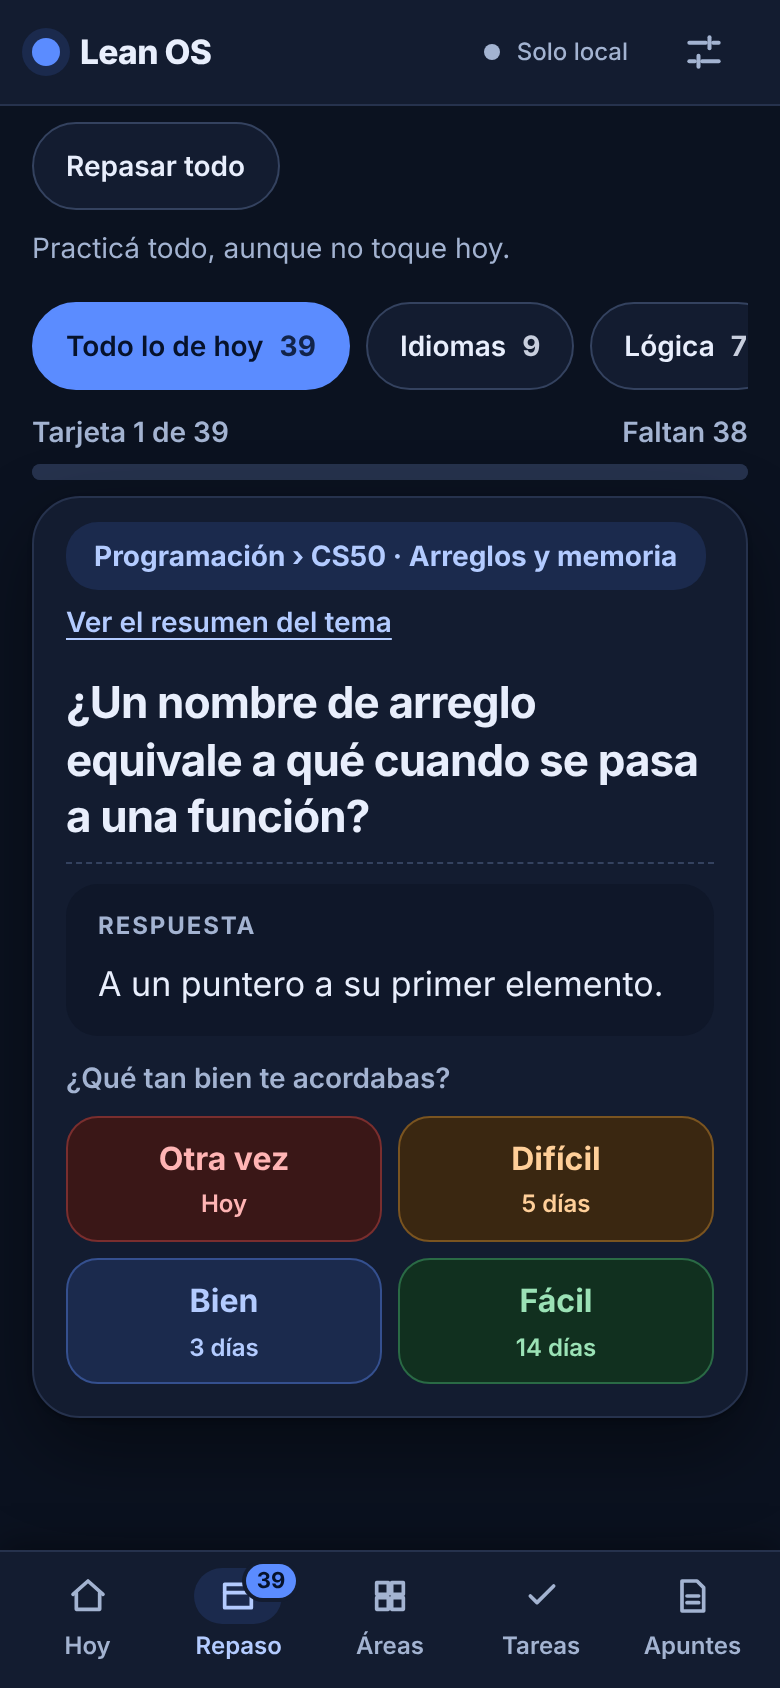 Lean OS
Solo local
Repasar todo
Practicá todo, aunque no toque hoy.
Todo lo de hoy 39
Idiomas 9
Lógica 7
Tarjeta 1 de 39
Faltan 38
Programación › CS50 · Arreglos y memoria
Ver el resumen del tema
¿Un nombre de arreglo
equivale a qué cuando se pasa
a una función?
RESPUESTA
A un puntero a su primer elemento.
¿Qué tan bien te acordabas?
Otra vez
Hoy
Difícil
5 días
Bien
3 días
Fácil
14 días
39
Hoy
Repaso
Áreas
Tareas
Apuntes